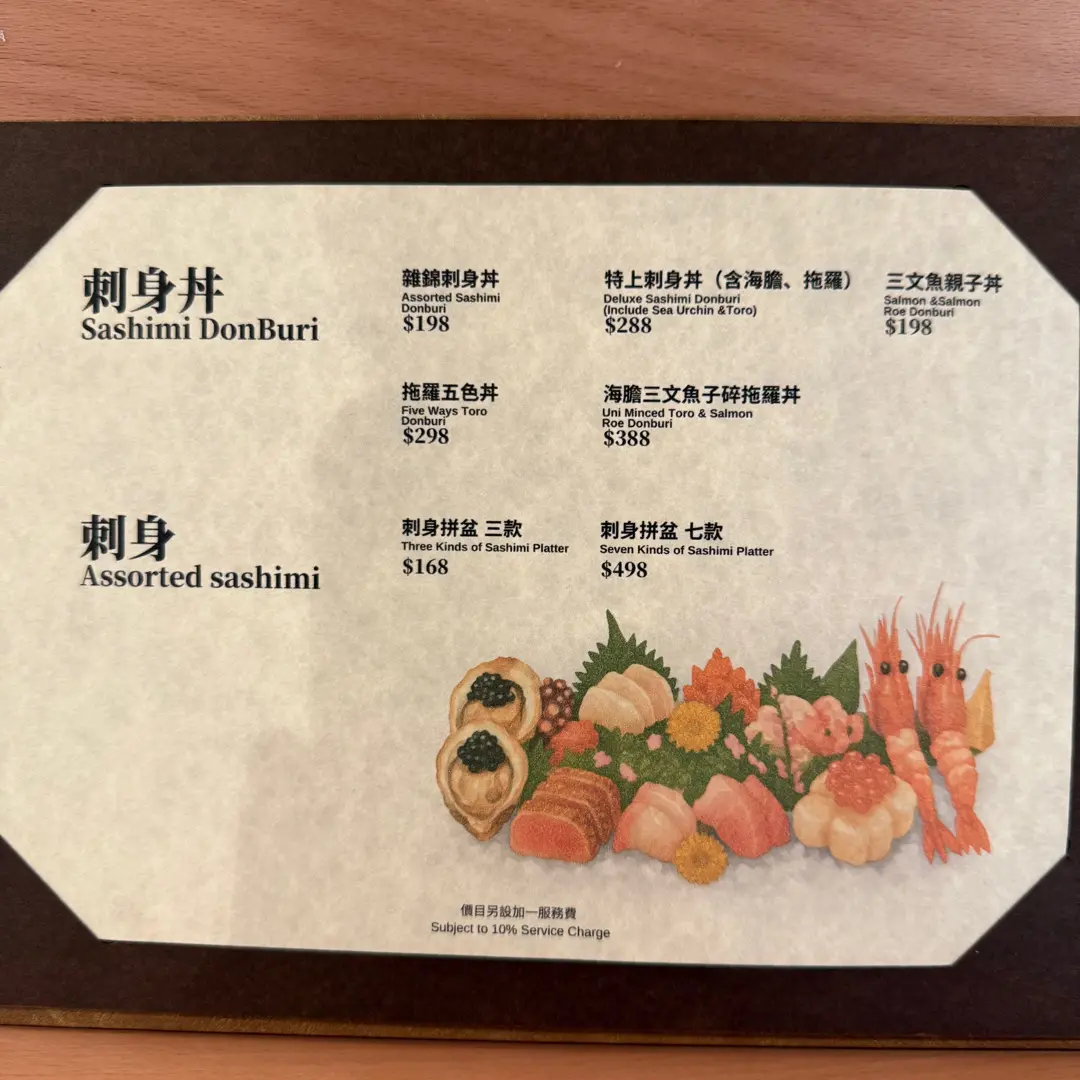 刺身丼
Sashimi DonBuri
雜錦刺身丼
Assorted Sashimi
Donburi
$198
特上刺身丼（含海膽、拖羅）
Deluxe Sashimi Donburi
(Include Sea Urchin &Toro)
$288
三文魚親子丼
Salmon &Salmon
Roe Donburi
$198
拖羅五色丼
Five Ways Toro
Donburi
$298
海膽三文魚子碎拖羅丼
Uni Minced Toro & Salmon
Roe Donburi
$388
刺身
Assorted sashimi
刺身拼盆 三款
Three Kinds of Sashimi Platter
$168
刺身拼盆 七款
Seven Kinds of Sashimi Platter
$498
價目另設加一服務費
Subject to 10% Service Charge